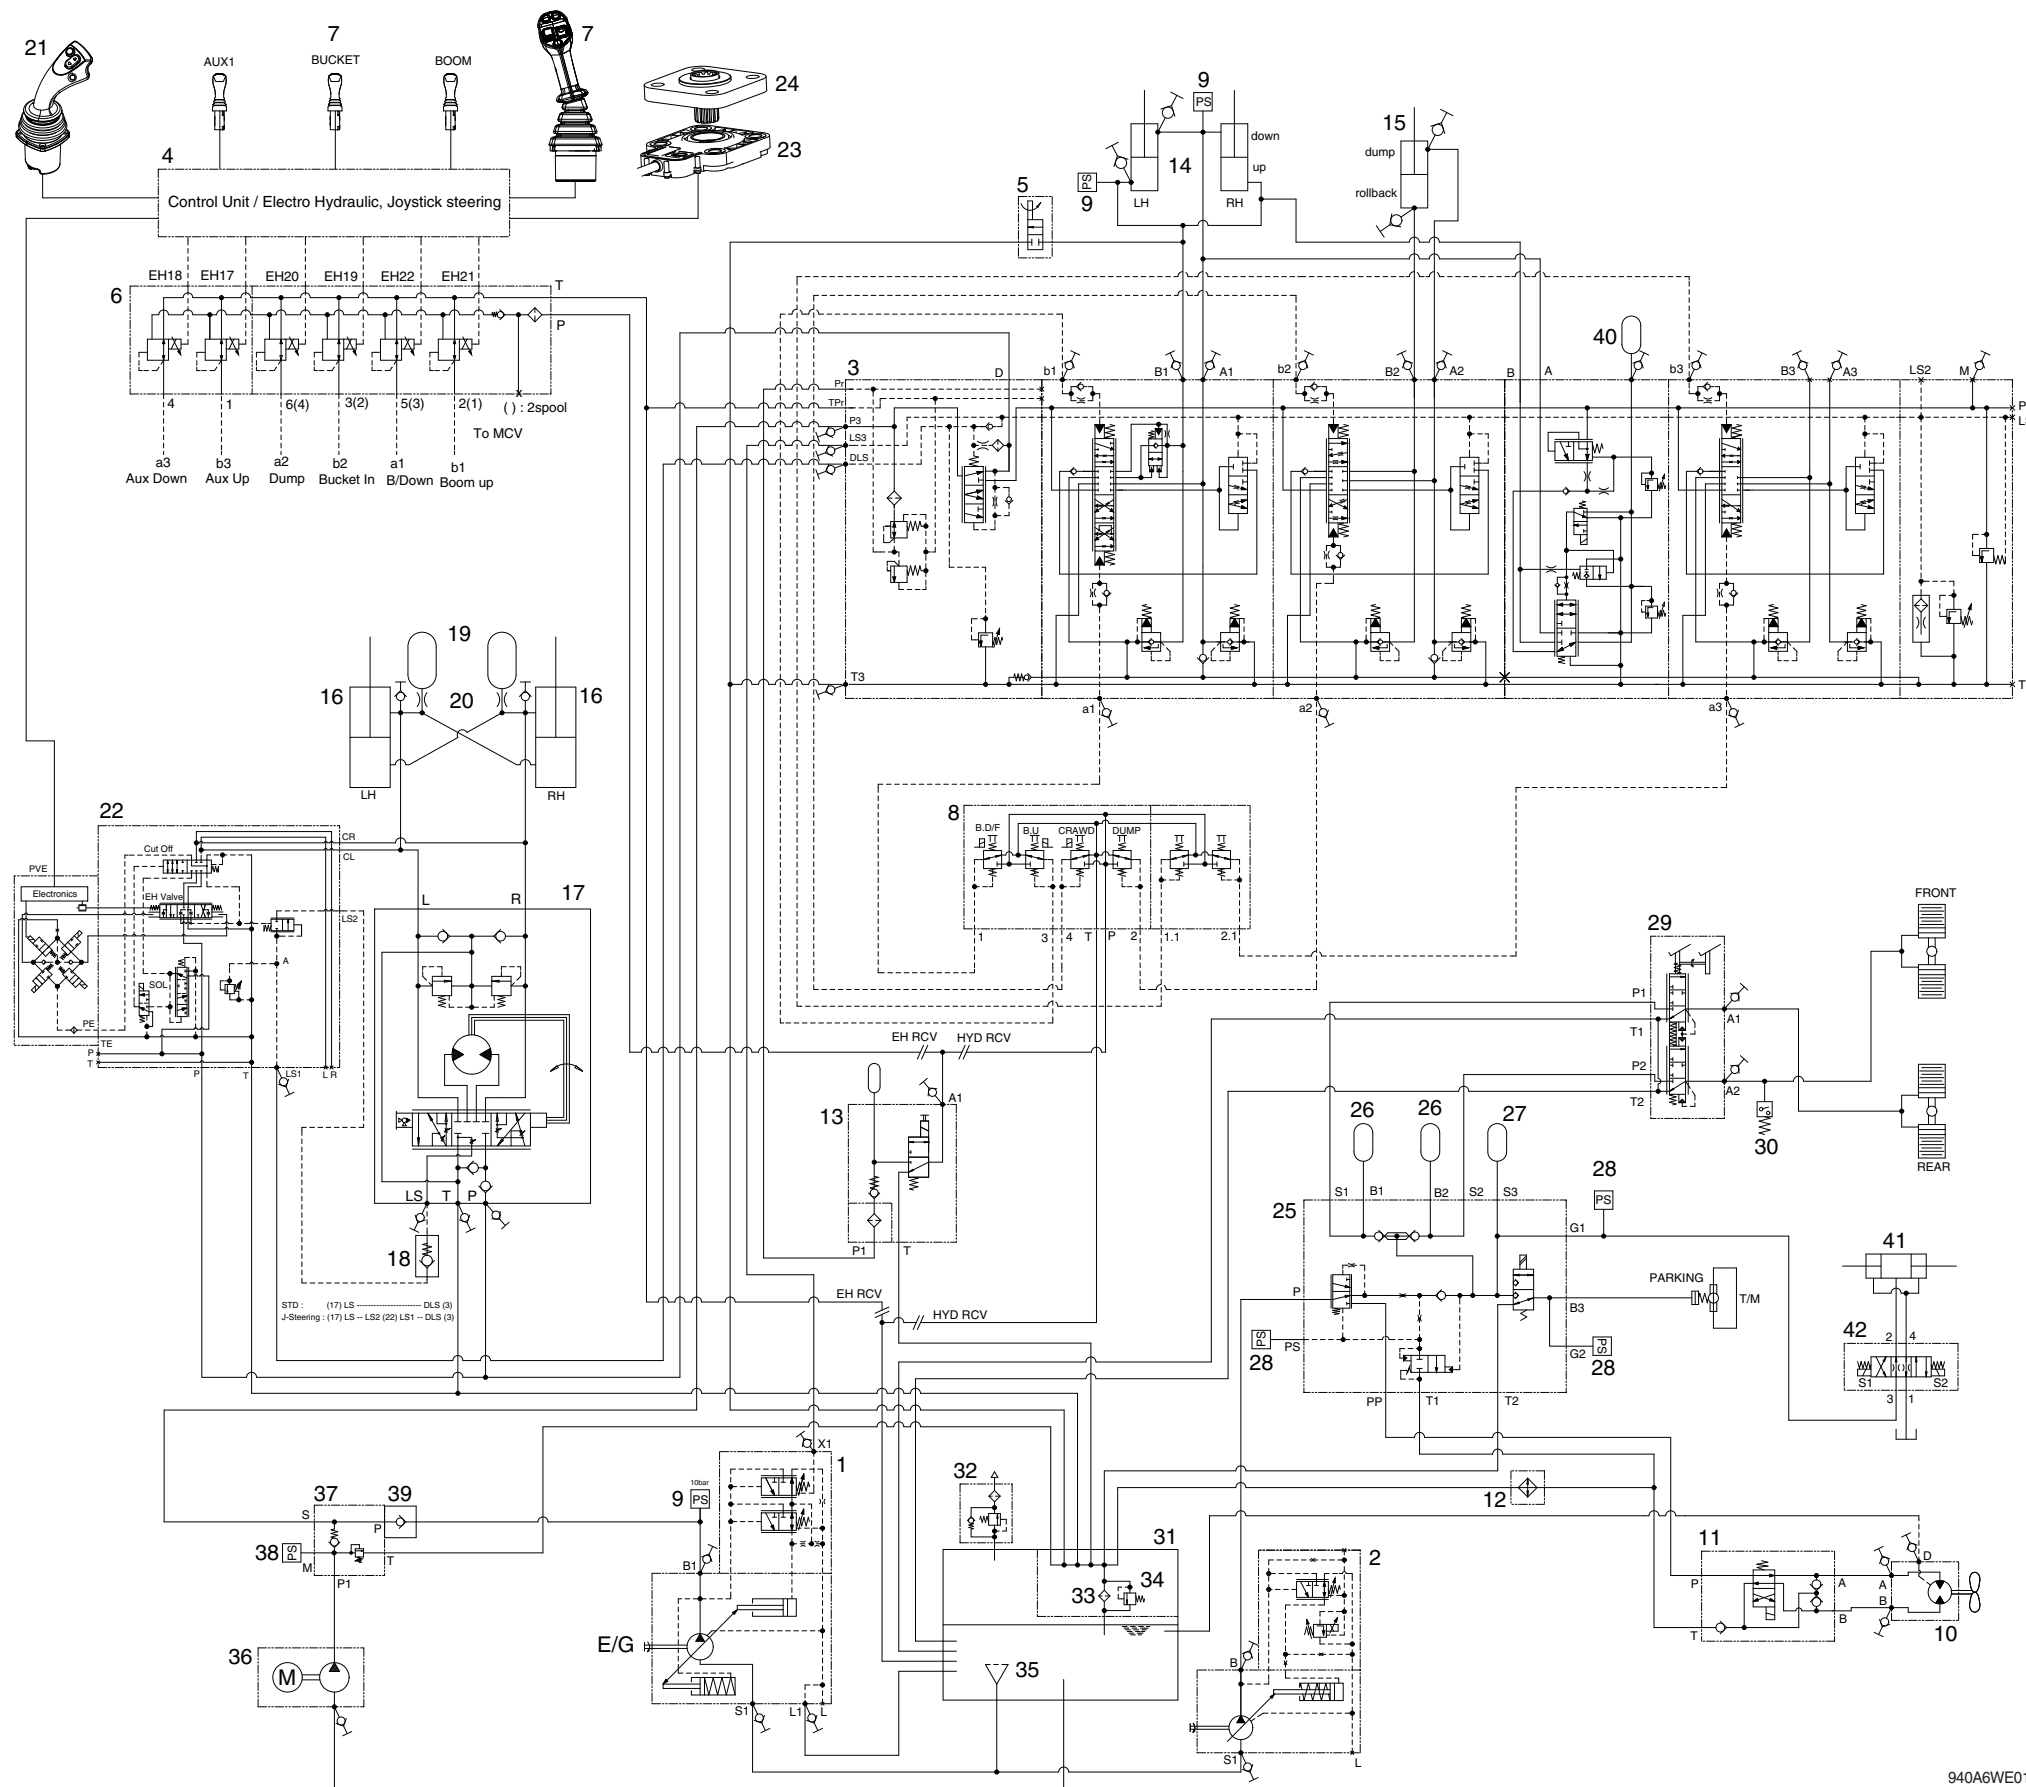 21
7
AUX1
BUCKET
BOOM
7
24
23
4
Control Unit / Electro Hydraulic, Joystick steering
EH18 EH17 EH20 EH19 EH22 EH21
T
6
P
4 1 6(4) 3(2) 5(3) 2(1) ( ) : 2spool
To MCV
a3 b3 a2 b2 a1 b1
Aux Down Aux Up Dump Bucket In B/Down Boom up
9
PS
down
up
14
PS
9
LH
RH
15
dump
rollback
5
40
3
D b1 B1 A1 b2 B2 A2 B A b3 B3 A3 LS2 M
Pr
TPr
P3
LS3
DLS
P
L
T3
T
a1
a2
a3
19
16
20
16
LH
RH
22
CR
CL
Cut Off
PVE
Electronics
EH Valve
LS2
A
SOL
PE
TE
P
T
P T LS1 L R
L R 17
LS T P
18
STD : (17) LS ---------------------- DLS (3)
J-Steering : (17) LS -- LS2 (22) LS1 -- DLS (3)
8
B.D/F B.U CRAWD DUMP
1 3 4 T P 2 1.1 2.1
EH RCV HYD RCV
13
A1
P1 T
EH RCV
HYD RCV
29
FRONT
P1
T1
A1
P2
T2
A2
30
REAR
26 26 27
28
PS
S1 B1 B2 S2 S3
25
G1
P
PARKING
T/M
B3
PS
28
PS
G2
PS
28
PP T1 T2
41
42
2 4
S1 S2
3 1
12
X1
1
10bar
9 PS
B1
E/G
S1 L1 L
37 39
S
P
38 PS
M
T
P1
36
M
32
31
33
34
35
2
B
S1
L
11
P
A
B
T
D
A
B
10
940A6WE01